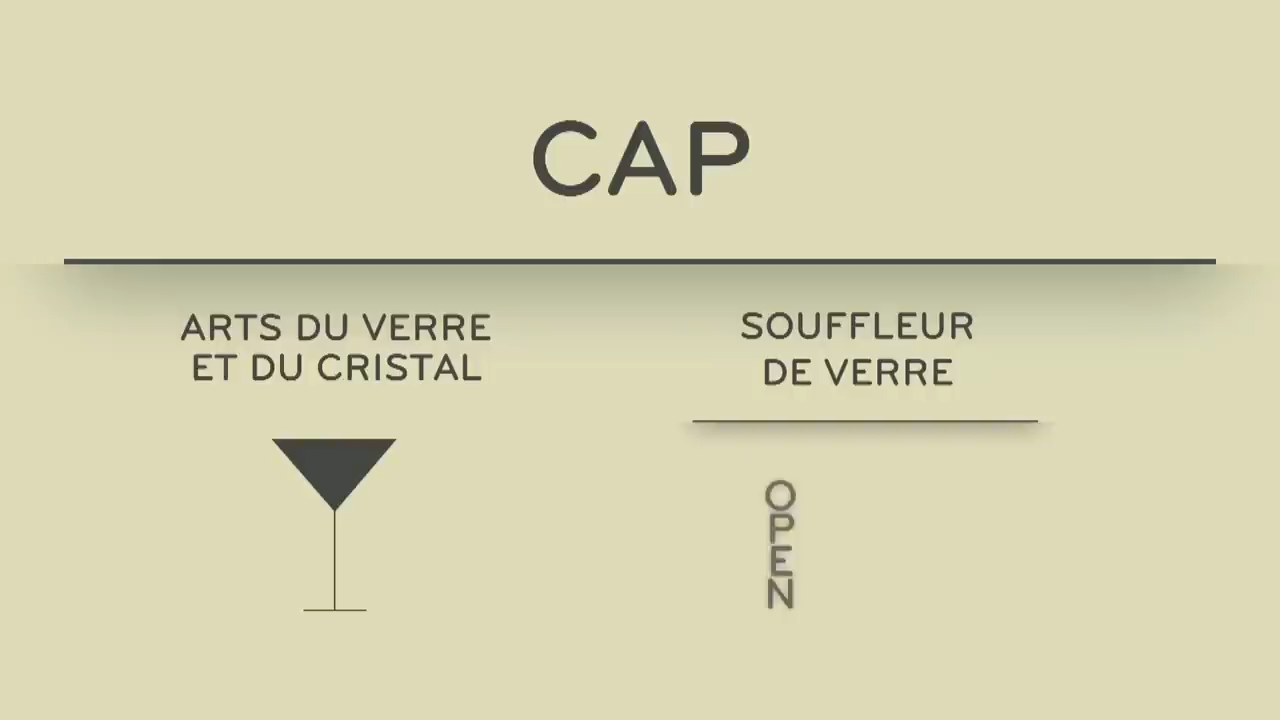 CAP
ARTS DU VERRE
ET DU CRISTAL
SOUFFLEUR
DE VERRE
OPEN